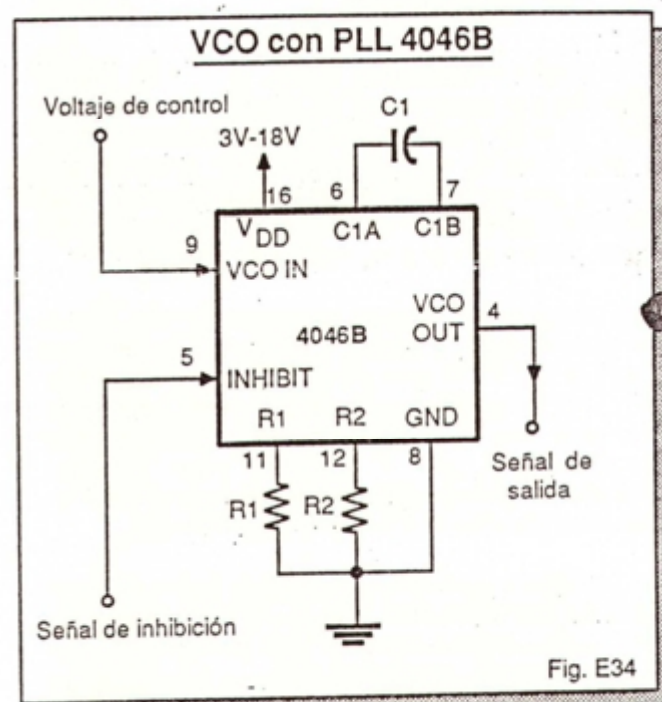 VCO con PLL 4046B
Voltaje de control
C1
3V-18V
16
6
7
VDD
C1A
C1B
9
VCO IN
VCO
OUT
4
4046B
5
INHIBIT
R1
R2
GND
11
12
8
Señal de
salida
R1
R2
Señal de inhibición
Fig. E34